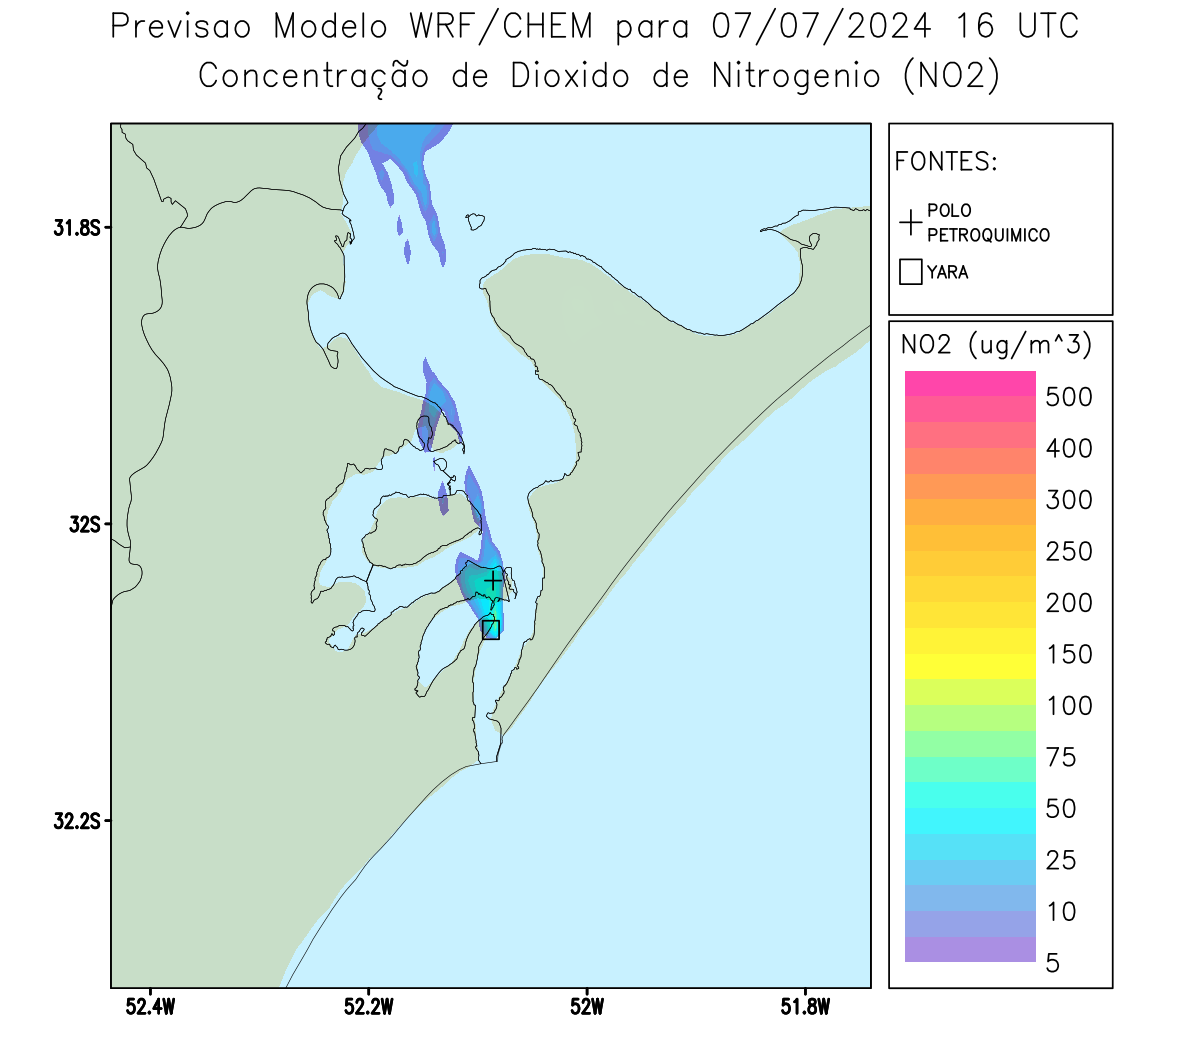 Previsao Modelo WRF/CHEM para 07/07/2024 16 UTC
Concentração de Dioxido de Nitrogenio (NO2)
FONTES:
POLO
PETROQUIMICO
YARA
NO2 (ug/m^3)
500
400
300
250
200
150
100
75
50
25
10
5
31.8S
32S
32.2S
52.4W
52.2W
52W
51.8W